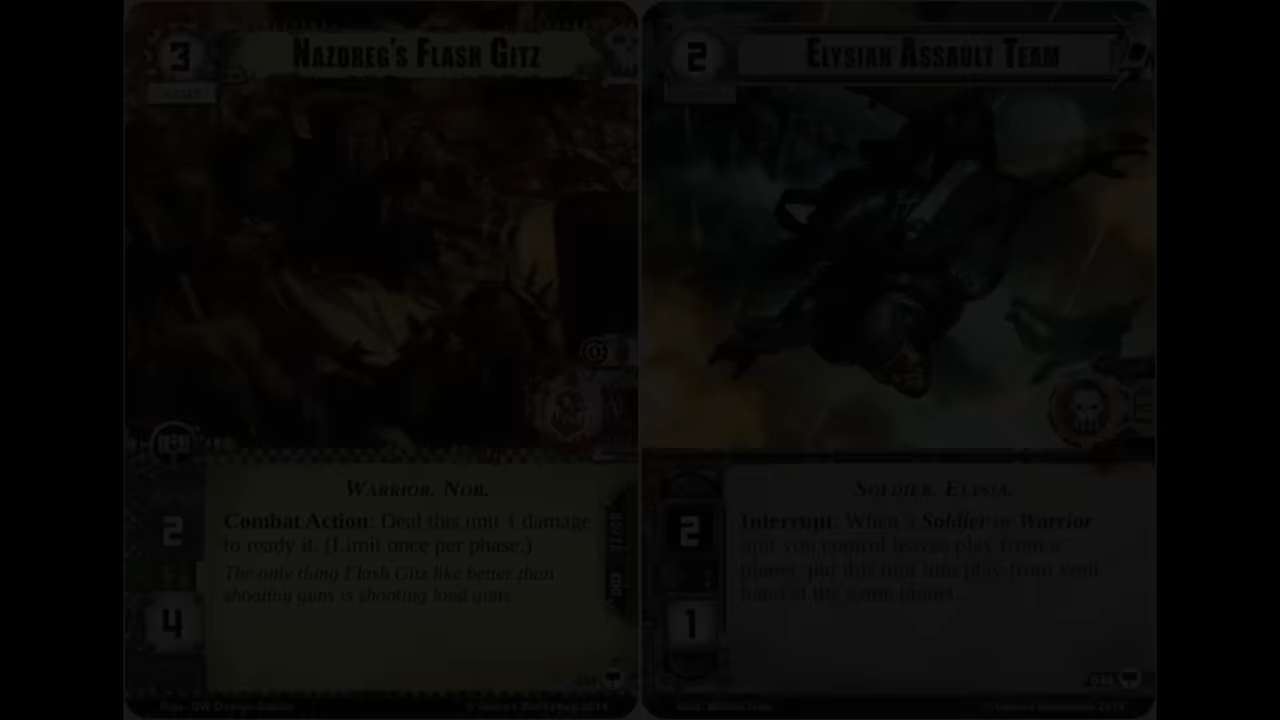 3
NAZDREG'S FLASH GITZ
ARMY
WARRIOR. NOB.
2
Combat Action: Deal this unit 1 damage
to ready it. (Limit once per phase.)
The only thing Flash Gitz like better than
shooting guns is shooting loud guns
4
2
ELYSIAN ASSAULT TEAM
SOLDIER. ELYSIA.
2
Interrupt: When a Soldier or Warrior
unit you control leaves play from a
planet, put this unit into play from your
hand at the same planet.
1